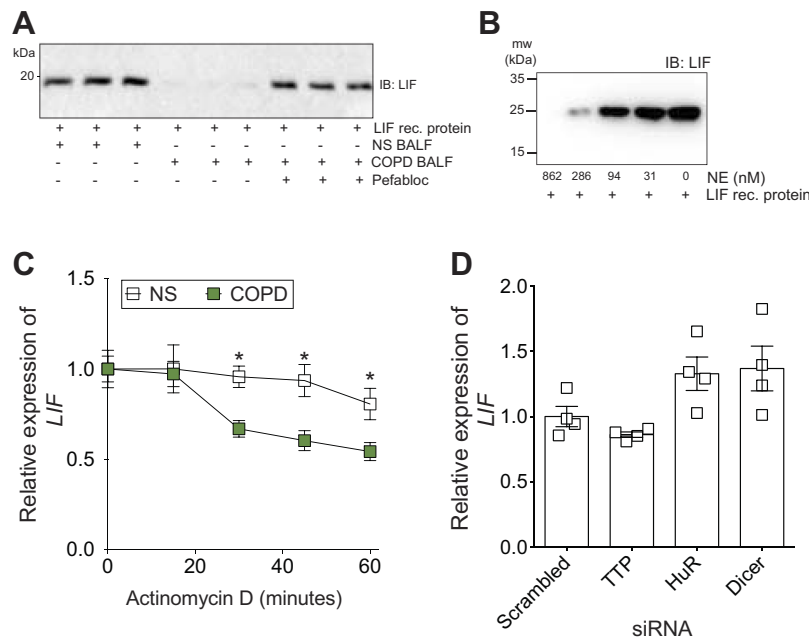 A
kDa
20
IB: LIF
+ + + + + + + + + LIF rec. protein
+ + + - - - - - - NS BALF
- - - + + + + + + COPD BALF
- - - - - - + + + Pefabloc
B
mw
(kDa)
IB: LIF
35
25
15
862 286 94 31 0 NE (nM)
+ + + + + LIF rec. protein
C
NS COPD
Relative expression of
LIF
1.5
1.0
0.5
0.0
* * *
0 20 40 60
Actinomycin D (minutes)
D
Relative expression of
LIF
2.0
1.5
1.0
0.5
0.0
Scrambled TTP HuR Dicer
siRNA